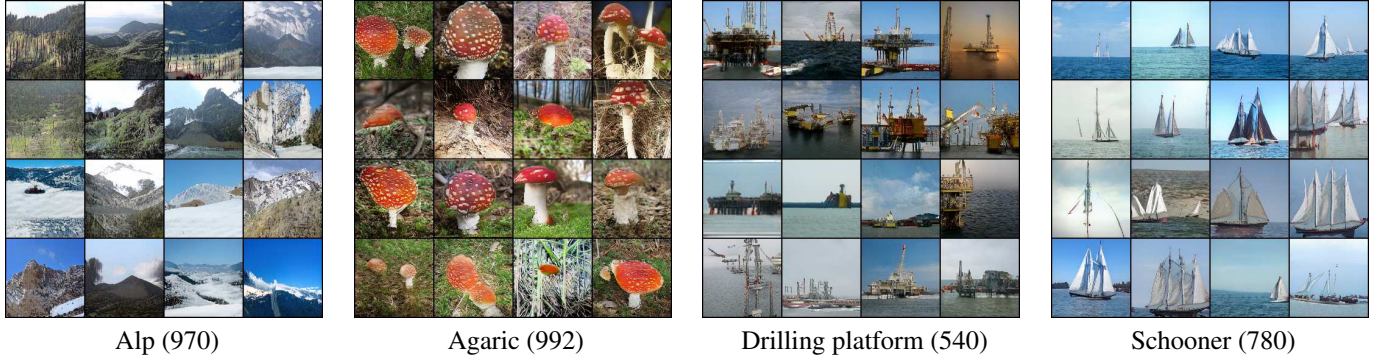 Alp (970)
Agaric (992)
Drilling platform (540)
Schooner (780)